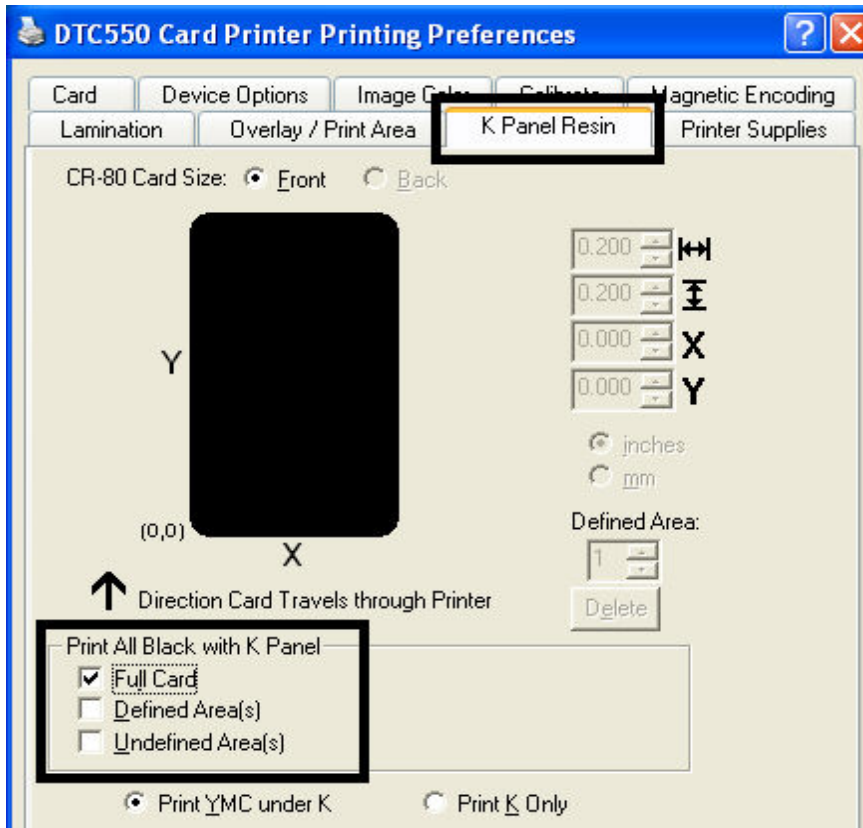 DTC550 Card Printer Printing Preferences
Card Device Options Image Color Calibrate Magnetic Encoding
Lamination Overlay / Print Area K Panel Resin Printer Supplies
CR-80 Card Size: Front Back
0.200
0.200
0.000 X
0.000 Y
Y
inches
mm
(0,0)
X
Defined Area:
1
Direction Card Travels through Printer
Delete
Print All Black with K Panel
Full Card
Defined Area(s)
Undefined Area(s)
Print YMC under K Print K Only